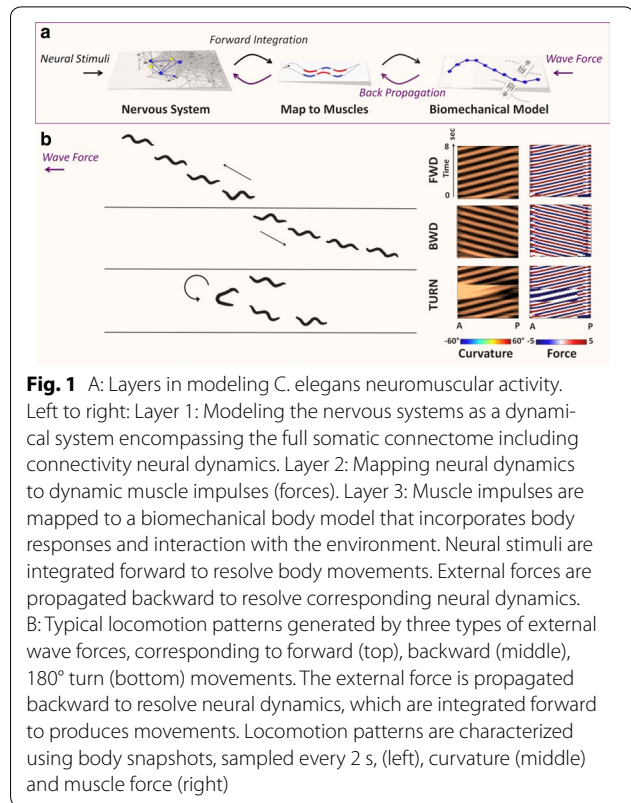 a
Forward Integration
Neural Stimuli
Wave Force
Back Propagation
Nervous System Map to Muscles Biomechanical Model
b
Wave Force
sec
8
Time
0
FWD
BWD
TURN
A P A P
-60° 60° -5 5
Curvature Force
Fig. 1 A: Layers in modeling C. elegans neuromuscular activity.
Left to right: Layer 1: Modeling the nervous systems as a dynami-
cal system encompassing the full somatic connectome including
connectivity neural dynamics. Layer 2: Mapping neural dynamics
to dynamic muscle impulses (forces). Layer 3: Muscle impulses are
mapped to a biomechanical body model that incorporates body
responses and interaction with the environment. Neural stimuli are
integrated forward to resolve body movements. External forces are
propagated backward to resolve corresponding neural dynamics.
B: Typical locomotion patterns generated by three types of external
wave forces, corresponding to forward (top), backward (middle),
180° turn (bottom) movements. The external force is propagated
backward to resolve neural dynamics, which are integrated forward
to produces movements. Locomotion patterns are characterized
using body snapshots, sampled every 2 s, (left), curvature (middle)
and muscle force (right)